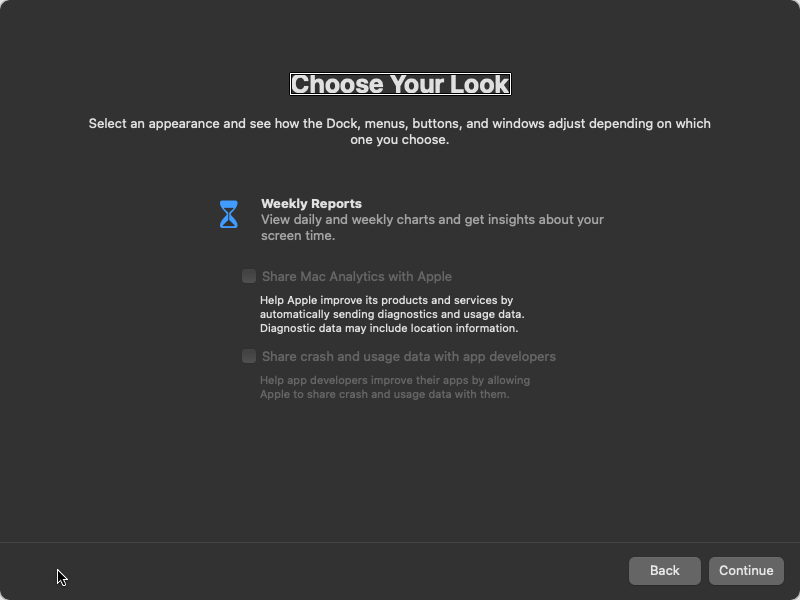 Choose Your Look
Select an appearance and see how the Dock, menus, buttons, and windows adjust depending on which
one you choose.
Weekly Reports
View daily and weekly charts and get insights about your
screen time.
Share Mac Analytics with Apple
Help Apple improve its products and services by
automatically sending diagnostics and usage data.
Diagnostic data may include location information.
Share crash and usage data with app developers
Help app developers improve their apps by allowing
Apple to share crash and usage data with them.
Back
Continue